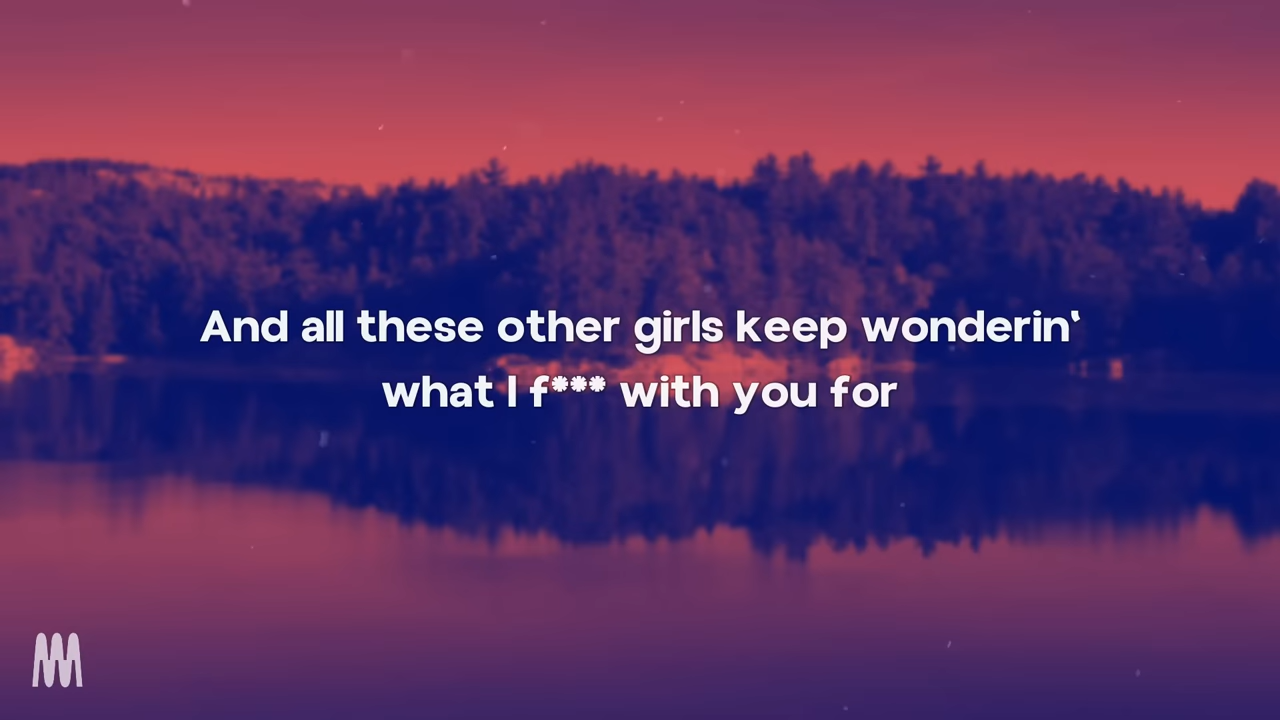 And all these other girls keep wonderin‘
what I f*** with you for